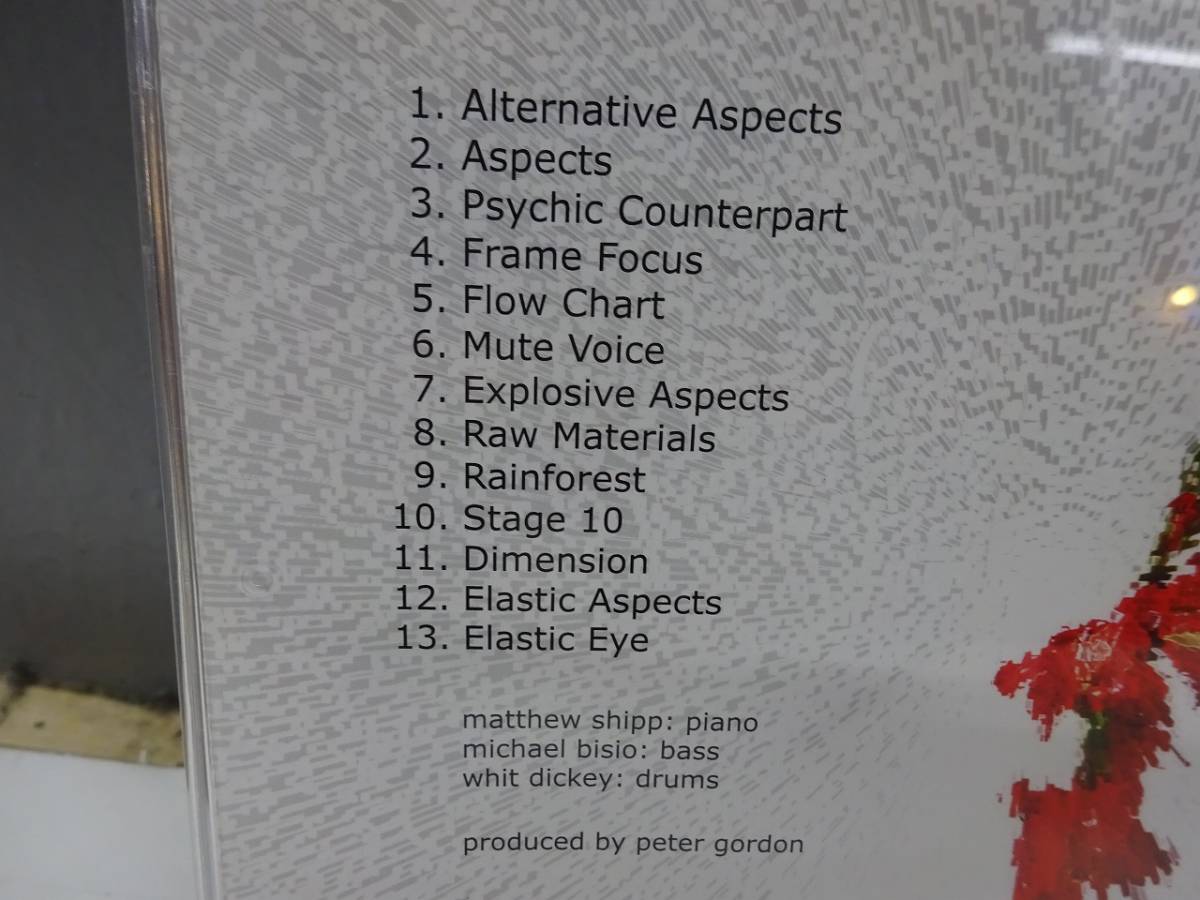 1. Alternative Aspects
2. Aspects
3. Psychic Counterpart
4. Frame Focus
5. Flow Chart
6. Mute Voice
7. Explosive Aspects
8. Raw Materials
9. Rainforest
10. Stage 10
11. Dimension
12. Elastic Aspects
13. Elastic Eye
matthew shipp: piano
michael bisio: bass
whit dickey: drums
produced by peter gordon